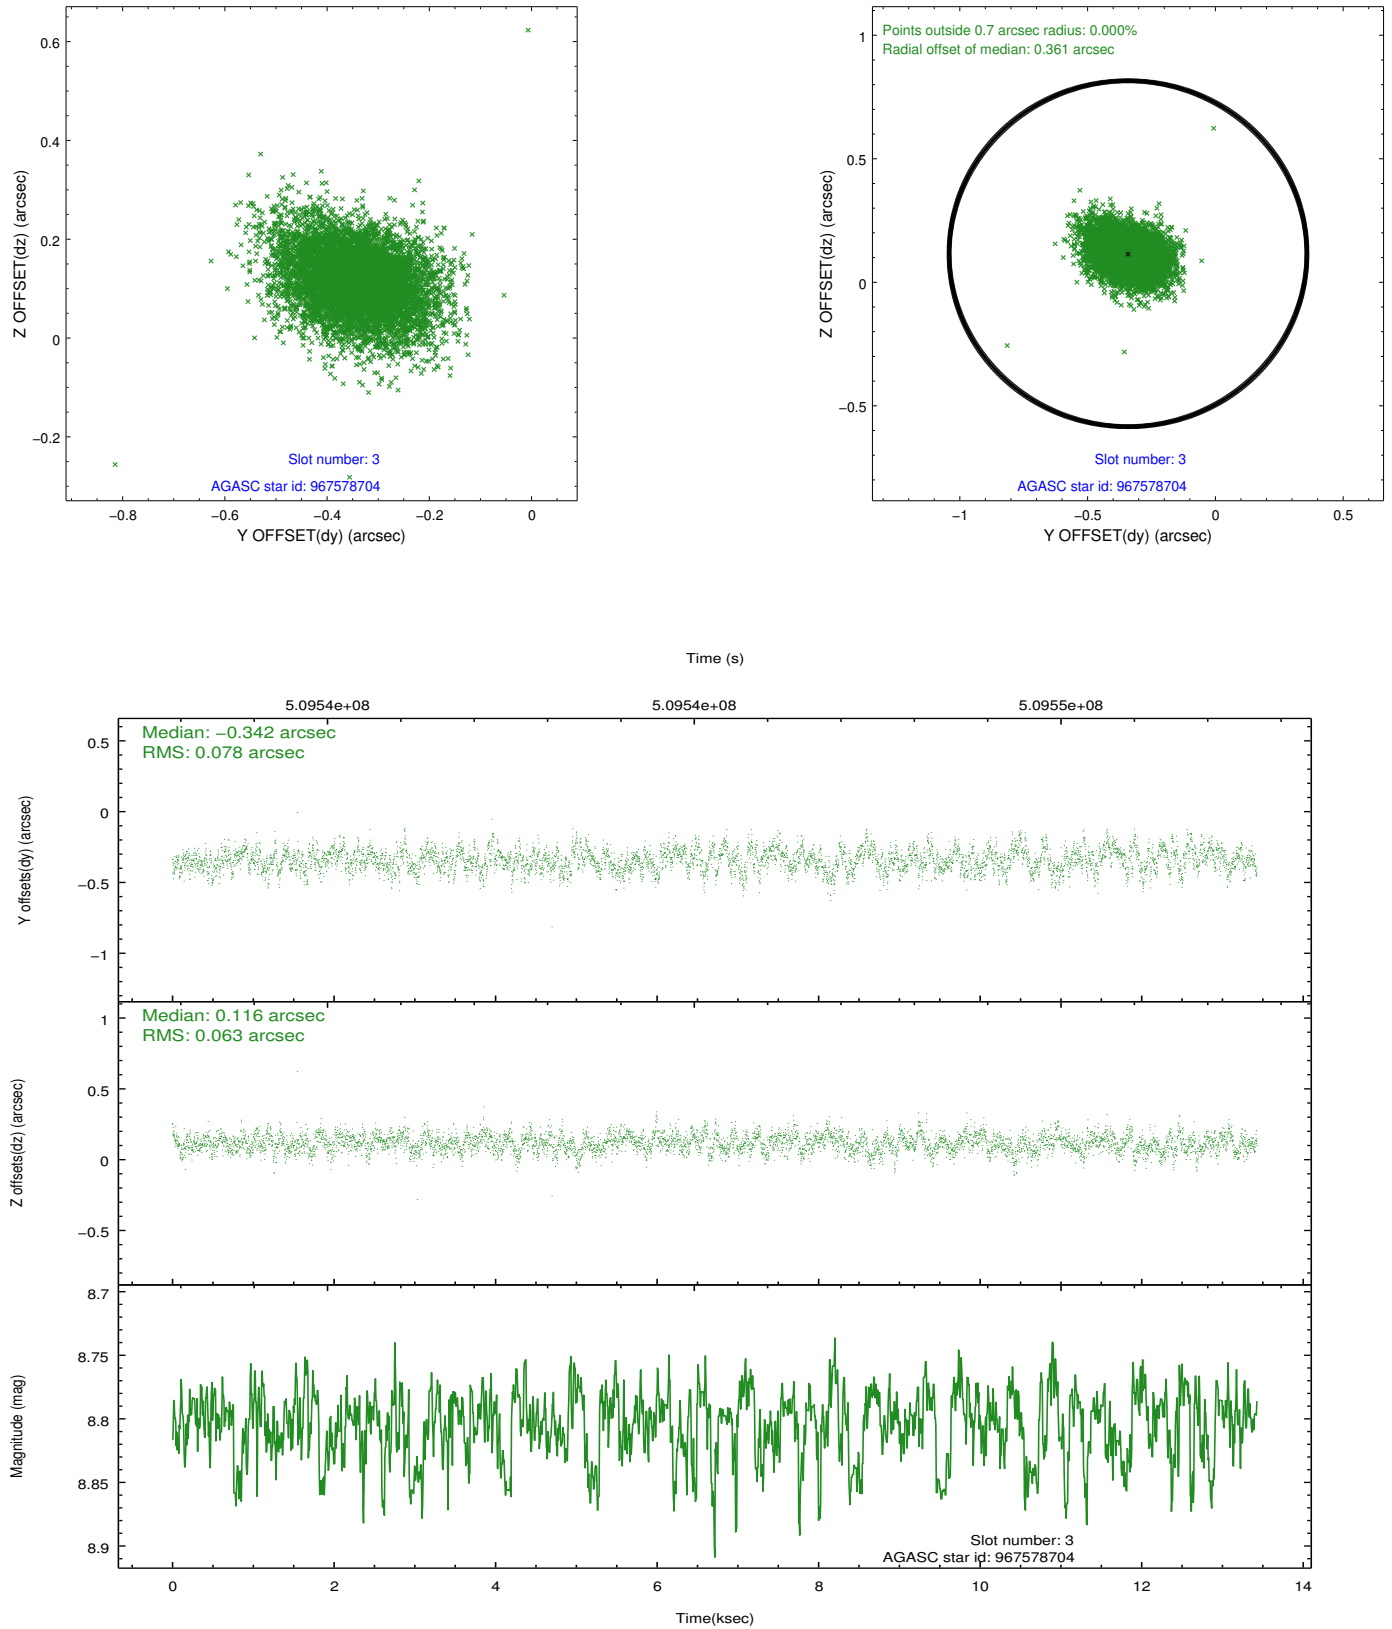 0.6
0.4
0.2
0
−0.2
−0.8
−0.6
−0.4
−0.2
0
Z OFFSET(dz) (arcsec)
Y OFFSET(dy) (arcsec)
Slot number: 3
AGASC star id: 967578704
Points outside 0.7 arcsec radius: 0.000%
Radial offset of median: 0.361 arcsec
1
0.5
0
−0.5
−1
−0.5
0
0.5
Z OFFSET(dz) (arcsec)
Y OFFSET(dy) (arcsec)
Slot number: 3
AGASC star id: 967578704
Time (s)
5.0954e+08
5.0954e+08
5.0955e+08
Median: −0.342 arcsec
RMS: 0.078 arcsec
0.5
0
−0.5
−1
Y offsets(dy) (arcsec)
Median: 0.116 arcsec
RMS: 0.063 arcsec
1
0.5
0
−0.5
Z offsets(dz) (arcsec)
8.7
8.75
8.8
8.85
8.9
Magnitude (mag)
Slot number: 3
AGASC star id: 967578704
0
2
4
6
8
10
12
14
Time(ksec)